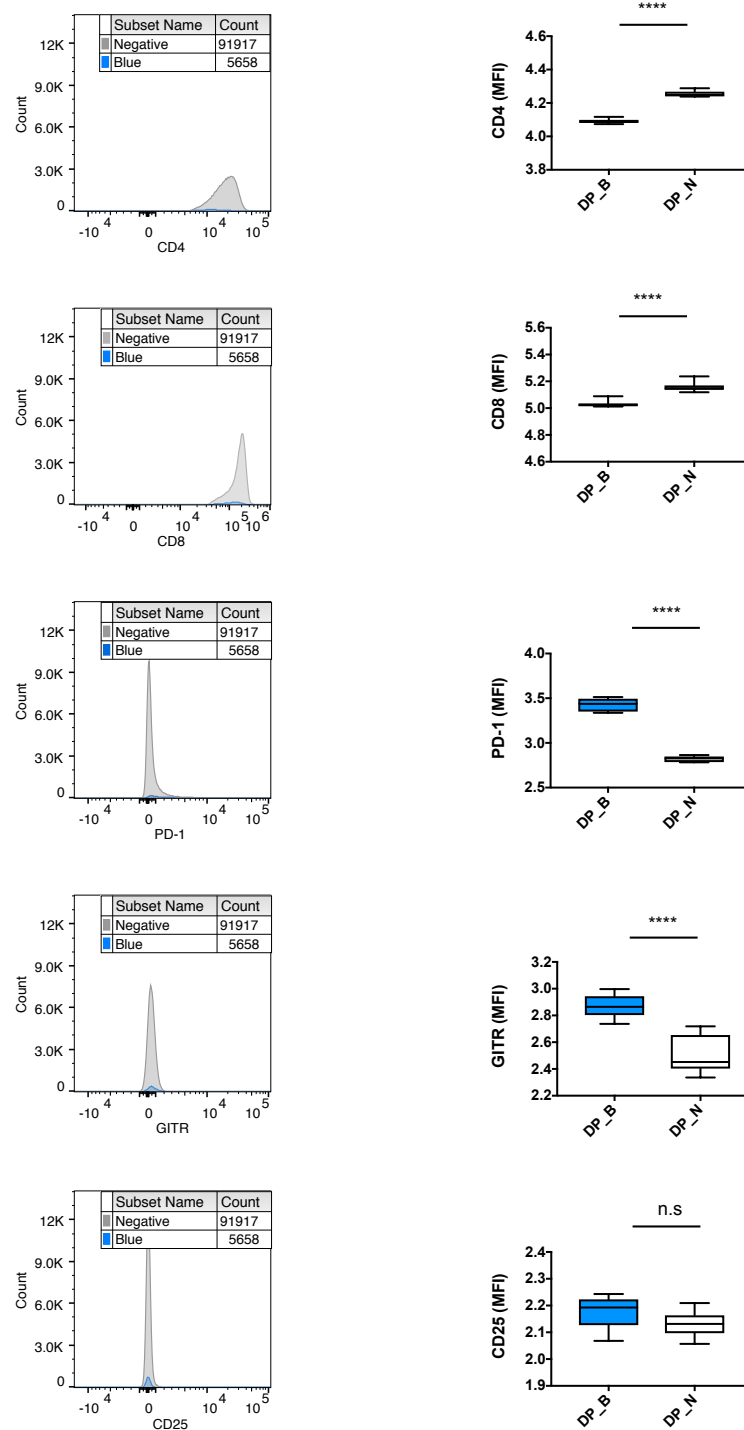 Subset Name Count
Negative 91917
Blue 5658
12K
9.0K
6.0K
3.0K
0
Count
-10 4 0 10 4 10 5
CD4
****
4.6
4.4
4.2
4.0
3.8
CD4 (MFI)
DP_B DP_N
Subset Name Count
Negative 91917
Blue 5658
12K
9.0K
6.0K
3.0K
0
Count
-10 4 0 10 4 10 5 10 6
CD8
****
5.6
5.4
5.2
5.0
4.8
4.6
CD8 (MFI)
DP_B DP_N
Subset Name Count
Negative 91917
Blue 5658
12K
9.0K
6.0K
3.0K
0
Count
-10 4 0 10 4 10 5
PD-1
****
4.0
3.5
3.0
2.5
PD-1 (MFI)
DP_B DP_N
Subset Name Count
Negative 91917
Blue 5658
12K
9.0K
6.0K
3.0K
0
Count
-10 4 0 10 4 10 5
GITR
****
3.2
3.0
2.8
2.6
2.4
2.2
GITR (MFI)
DP_B DP_N
Subset Name Count
Negative 91917
Blue 5658
12K
9.0K
6.0K
3.0K
0
Count
-10 4 0 10 4 10 5
CD25
n.s
2.4
2.3
2.2
2.1
2.0
1.9
CD25 (MFI)
DP_B DP_N